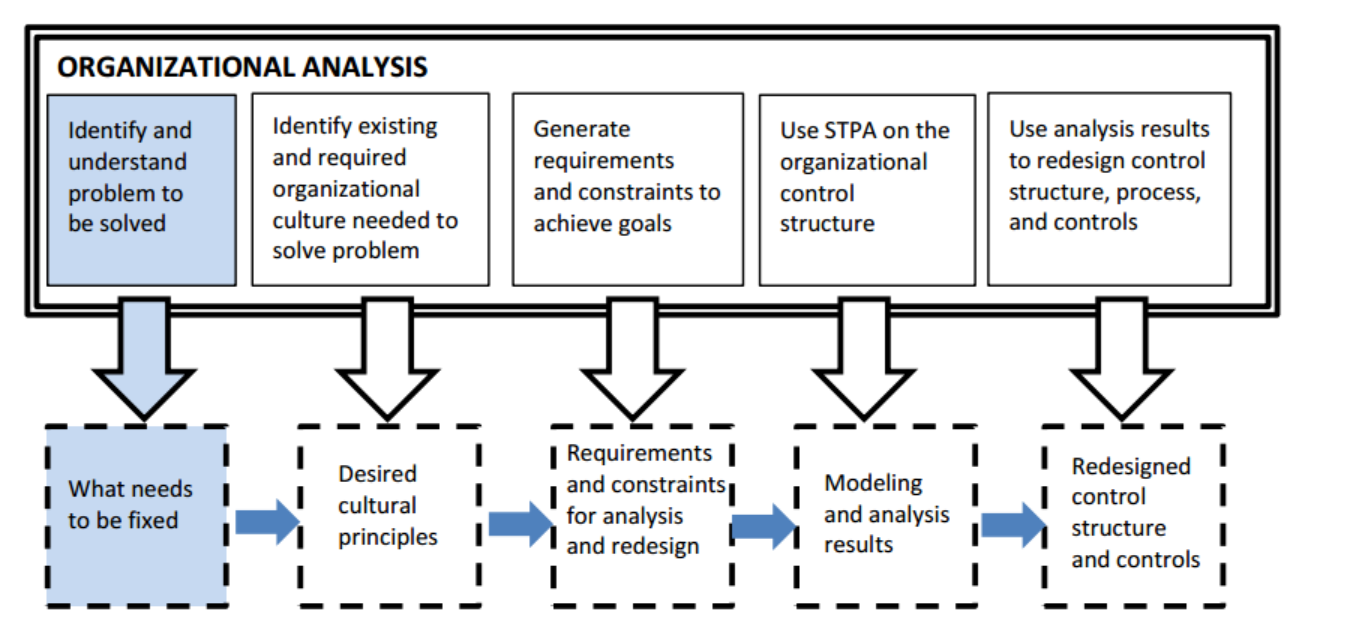 ORGANIZATIONAL ANALYSIS
Identify and
understand
problem to
be solved
Identify existing
and required
organizational
culture needed to
solve problem
Generate
requirements
and constraints to
achieve goals
Use STPA on the
organizational
control
structure
Use analysis results
to redesign control
structure, process,
and controls
What needs
to be fixed
Desired
cultural
principles
Requirements
and constraints
for analysis
and redesign
Modeling
and analysis
results
Redesigned
control
structure
and controls